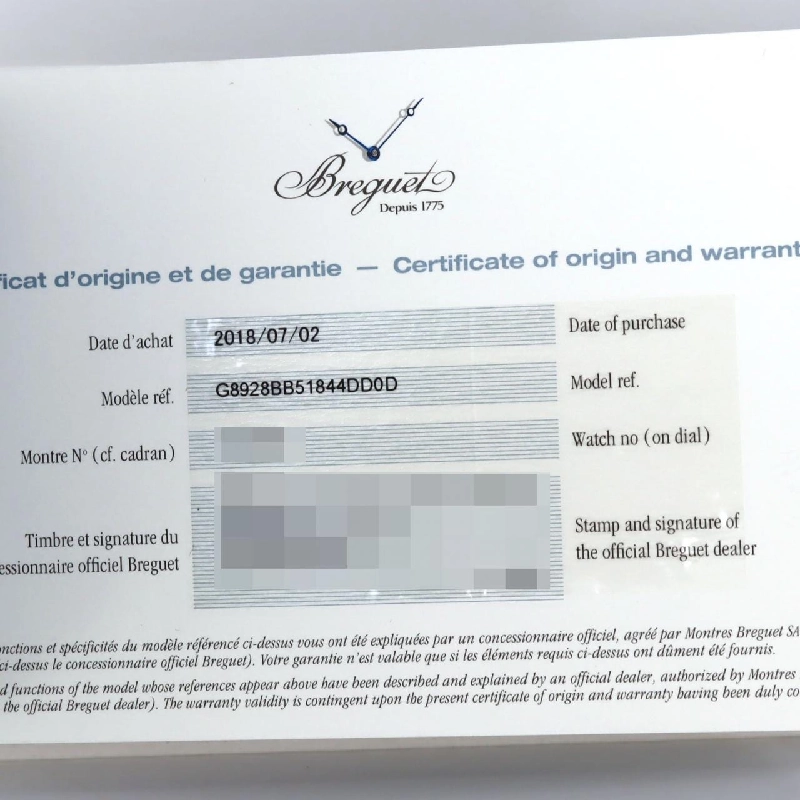 Breguet
Depuis 1775
ficat d'origine et de garantie — Certificate of origin and warrant
Date d'achat 2018/07/02 Date of purchase
Modèle réf. G8928BB51844DD0D Model ref.
Montre N° (cf. cadran) Watch no (on dial)
Timbre et signature du Stamp and signature of
essionnaire officiel Breguet the official Breguet dealer
onctions et spécificités du modèle référencé ci-dessus vous ont été expliquées par un concessionnaire officiel, agréé par Montres Breguet SA
ci-dessus le concessionnaire officiel Breguet). Votre garantie n'est valable que si les éléments requis ci-dessus ont dûment été fournis.
d functions of the model whose references appear above have been described and explained by an official dealer, authorized by Montres
the official Breguet dealer). The warranty validity is contingent upon the present certificate of origin and warranty having been duly co